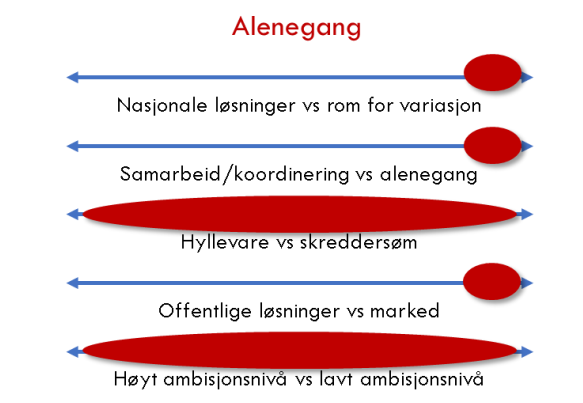 Alenegang
Nasjonale løsninger vs rom for variasjon
Samarbeid/koordinering vs alenegang
Hyllevare vs skreddersøm
Offentlige løsninger vs marked
Høyt ambisjonsnivå vs lavt ambisjonsnivå